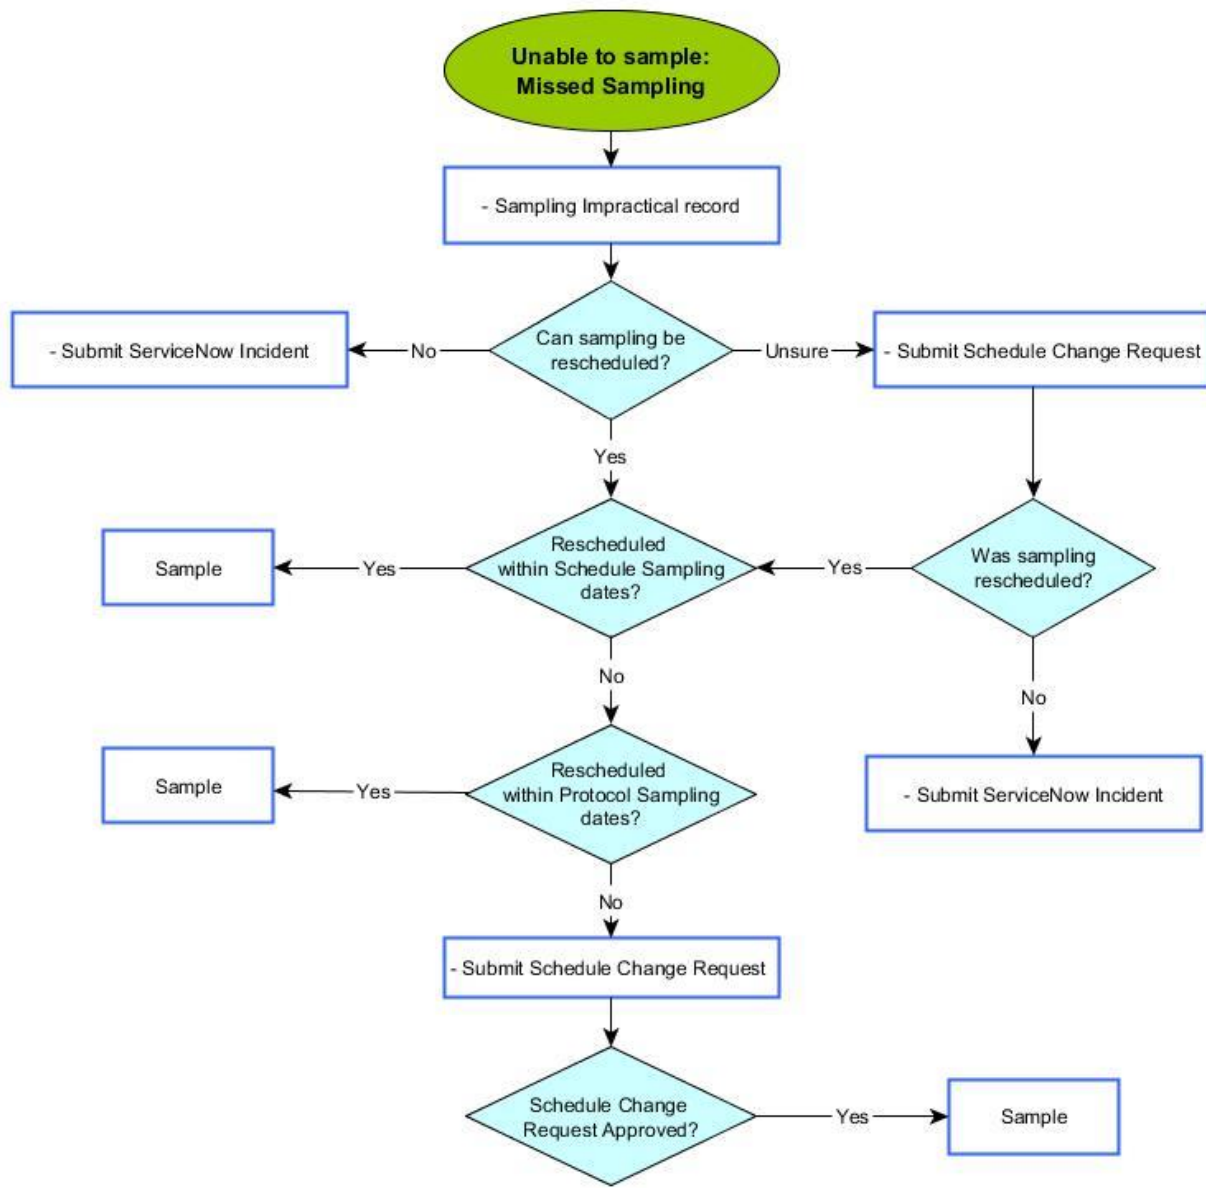 Unable to sample:
Missed Sampling
- Sampling Impractical record
- Submit ServiceNow Incident
No
Can sampling be
rescheduled?
Unsure
- Submit Schedule Change Request
Yes
Sample
Yes
Rescheduled
within Schedule Sampling
dates?
Yes
Was sampling
rescheduled?
No
No
Sample
Yes
Rescheduled
within Protocol Sampling
dates?
- Submit ServiceNow Incident
No
- Submit Schedule Change Request
Schedule Change
Request Approved?
Yes
Sample